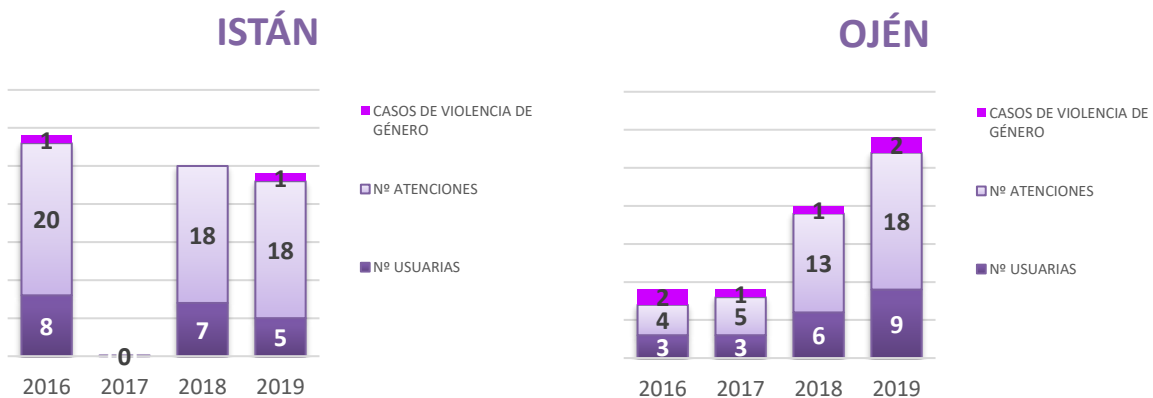 ISTÁN
1
20
18
1
18
8
0
7
5
2016 2017 2018 2019
CASOS DE VIOLENCIA DE
GÉNERO
Nº ATENCIONES
Nº USUARIAS
OJÉN
2
1
1
2
4
5
13
18
3
3
6
9
2016 2017 2018 2019
CASOS DE VIOLENCIA DE
GÉNERO
Nº ATENCIONES
Nº USUARIAS